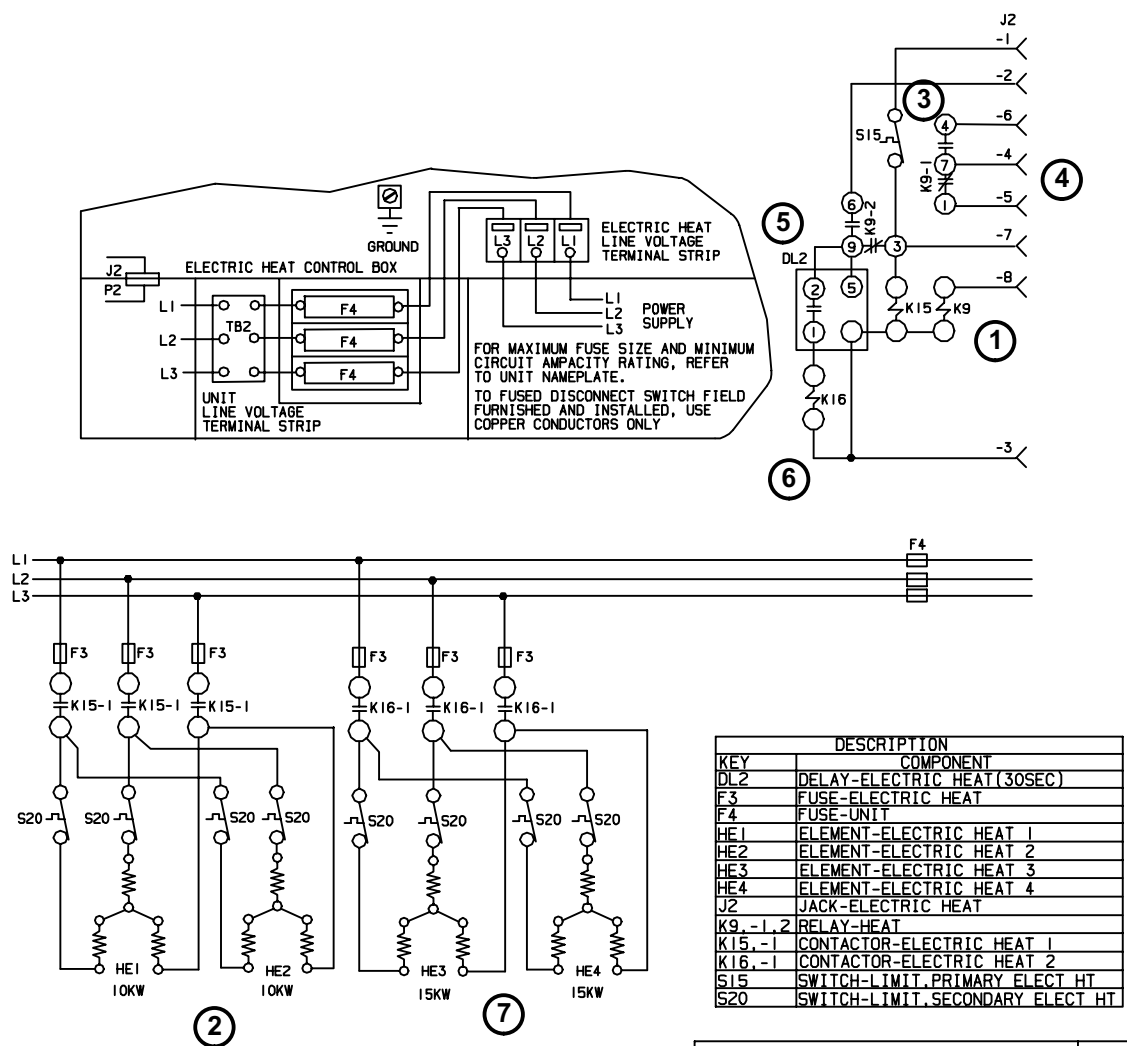 J2
-1
-2
3
-6
4
S15
-4
7
K9-1
4
-5
1
6
K9-2
5
-7
9
3
DL2
2
5
-8
K15
K9
1
1
K16
-3
6
GROUND
L3 L2 L1
ELECTRIC HEAT
LINE VOLTAGE
TERMINAL STRIP
J2
P2
ELECTRIC HEAT CONTROL BOX
L1
L2
L3
TB2
F4
F4
F4
UNIT
LINE VOLTAGE
TERMINAL STRIP
L1
L2
L3
POWER
SUPPLY
FOR MAXIMUM FUSE SIZE AND MINIMUM
CIRCUIT AMPACITY RATING, REFER
TO UNIT NAMEPLATE.
TO FUSED DISCONNECT SWITCH FIELD
FURNISHED AND INSTALLED, USE
COPPER CONDUCTORS ONLY
L1
L2
L3
F4
F3 F3 F3 F3 F3 F3
K15-1 K15-1 K15-1 K16-1 K16-1 K16-1
S20 S20 S20 S20 S20 S20 S20 S20
HE1 HE2 HE3 HE4
10KW 10KW 15KW 15KW
2
7
DESCRIPTION
KEY COMPONENT
DL2 DELAY-ELECTRIC HEAT(30SEC)
F3 FUSE-ELECTRIC HEAT
F4 FUSE-UNIT
HE1 ELEMENT-ELECTRIC HEAT 1
HE2 ELEMENT-ELECTRIC HEAT 2
HE3 ELEMENT-ELECTRIC HEAT 3
HE4 ELEMENT-ELECTRIC HEAT 4
J2 JACK-ELECTRIC HEAT
K9,-1,2 RELAY-HEAT
K15,-1 CONTACTOR-ELECTRIC HEAT 1
K16,-1 CONTACTOR-ELECTRIC HEAT 2
S15 SWITCH-LIMIT,PRIMARY ELECT HT
S20 SWITCH-LIMIT,SECONDARY ELECT HT